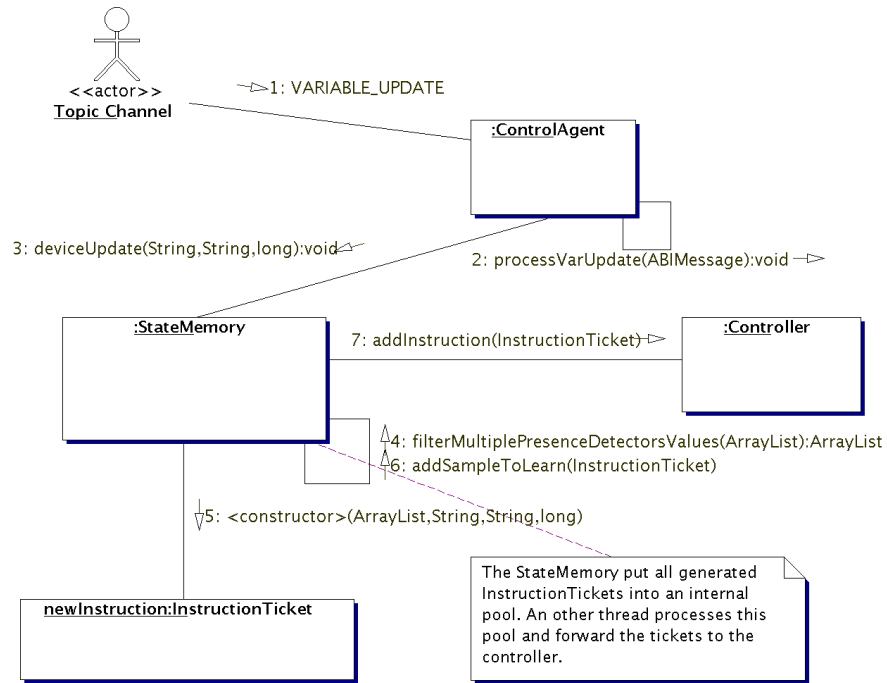 <<actor>>
Topic Channel
1: VARIABLE_UPDATE
:ControlAgent
3: deviceUpdate(String,String,long):void
2: processVarUpdate(ABIMessage):void
:StateMemory
7: addInstruction(InstructionTicket)
:Controller
4: filterMultiplePresenceDetectorsValues(ArrayList):ArrayList
6: addSampleToLearn(InstructionTicket)
5: <constructor>(ArrayList,String,String,long)
newInstruction:InstructionTicket
The StateMemory put all generated
InstructionTickets into an internal
pool. An other thread processes this
pool and forward the tickets to the
controller.